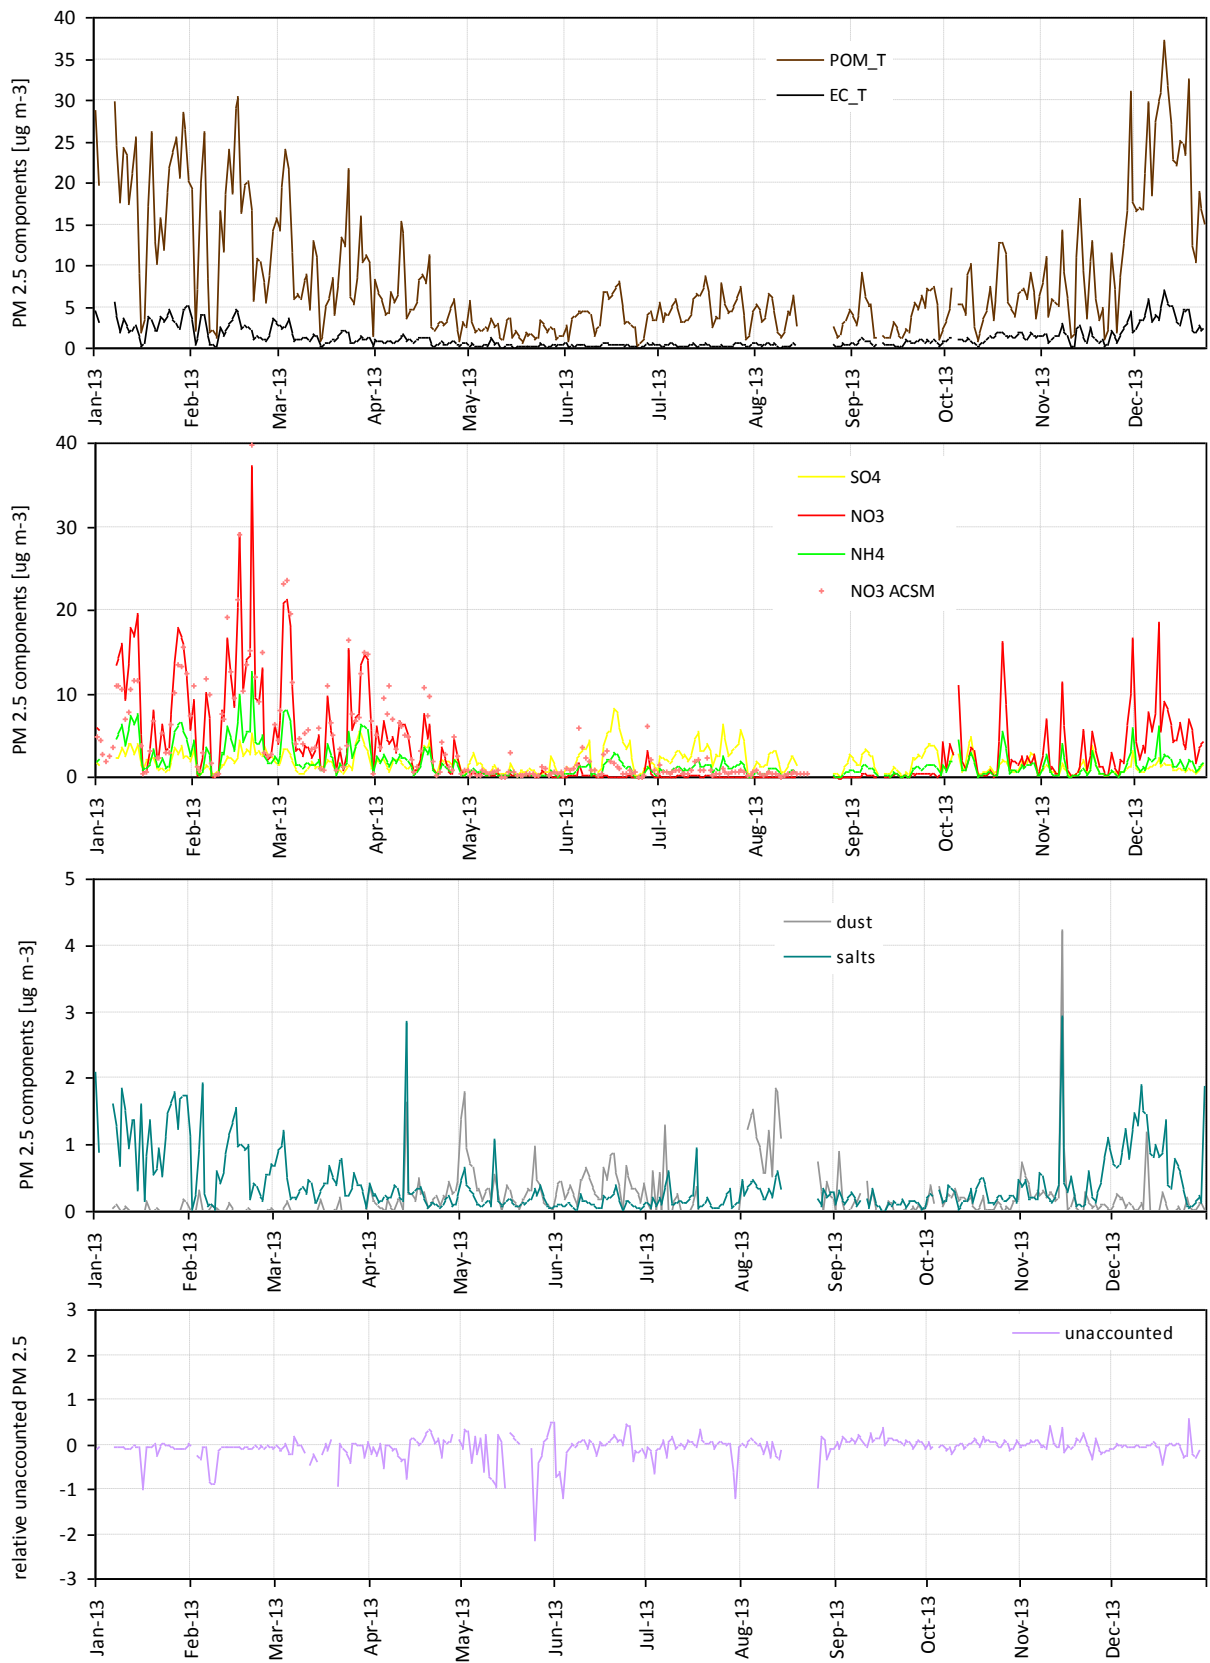 PM 2.5 components [ug m-3]
40
35
30
25
20
15
10
5
0
POM_T
EC_T
Jan-13 Feb-13 Mar-13 Apr-13 May-13 Jun-13 Jul-13 Aug-13 Sep-13 Oct-13 Nov-13 Dec-13
PM 2.5 components [ug m-3]
40
30
20
10
0
SO4
NO3
NH4
NO3 ACSM
Jan-13 Feb-13 Mar-13 Apr-13 May-13 Jun-13 Jul-13 Aug-13 Sep-13 Oct-13 Nov-13 Dec-13
PM 2.5 components [ug m-3]
5
4
3
2
1
0
dust
salts
Jan-13 Feb-13 Mar-13 Apr-13 May-13 Jun-13 Jul-13 Aug-13 Sep-13 Oct-13 Nov-13 Dec-13
relative unaccounted PM 2.5
3
2
1
0
-1
-2
-3
unaccounted
Jan-13 Feb-13 Mar-13 Apr-13 May-13 Jun-13 Jul-13 Aug-13 Sep-13 Oct-13 Nov-13 Dec-13